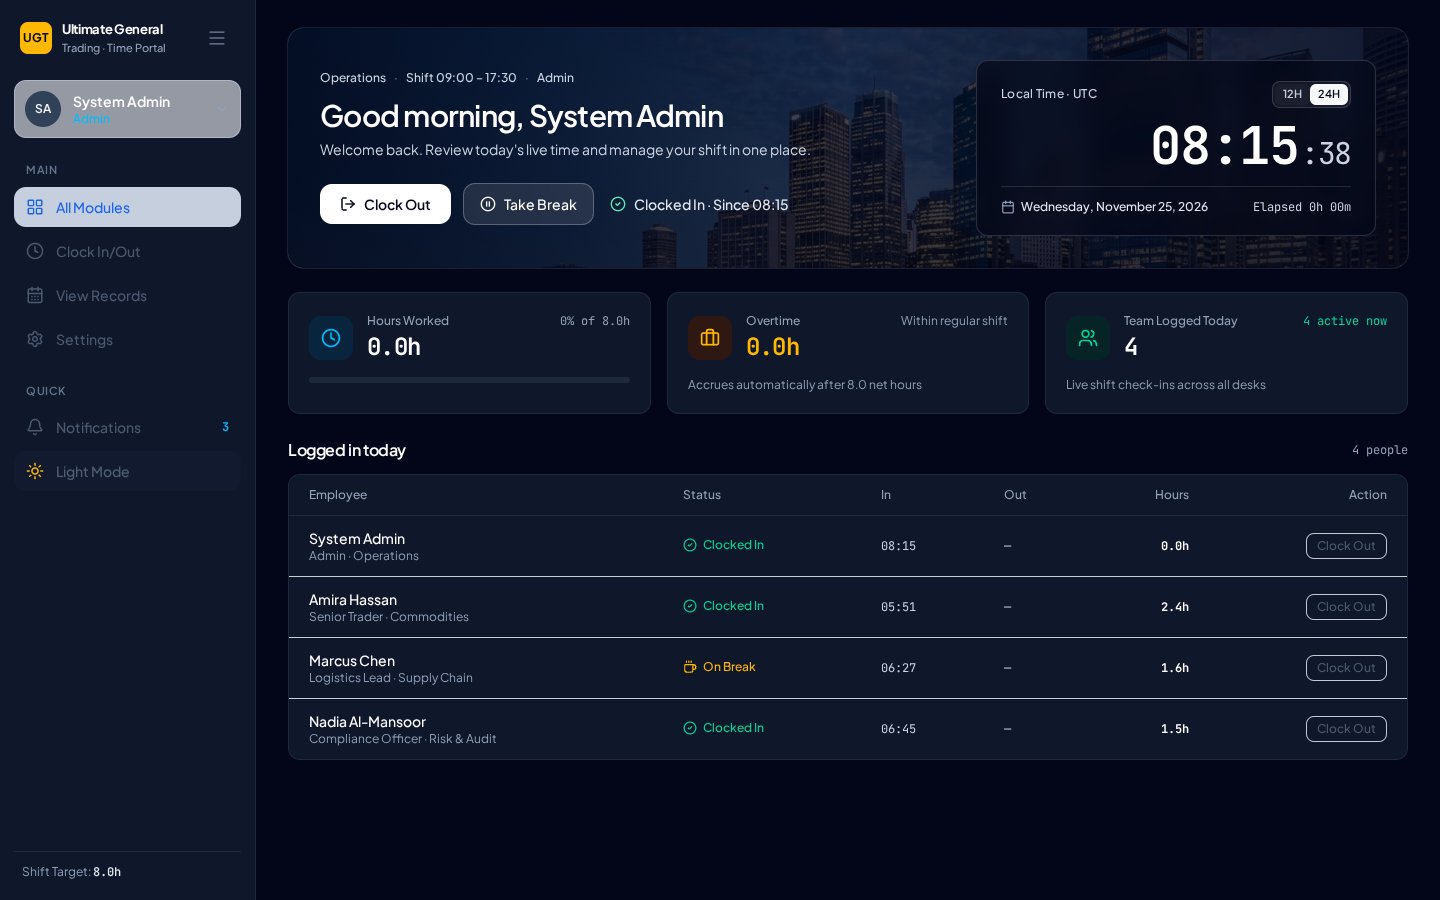 UGT
Ultimate General
Trading · Time Portal
SA
System Admin
Admin
MAIN
All Modules
Clock In/Out
View Records
Settings
QUICK
Notifications 3
Light Mode
Shift Target: 8.0h
Operations · Shift 09:00 – 17:30 · Admin
Good morning, System Admin
Welcome back. Review today's live time and manage your shift in one place.
Clock Out
Take Break
Clocked In · Since 08:15
Local Time · UTC
12H 24H
08:15:38
Wednesday, November 25, 2026
Elapsed 0h 00m
Hours Worked 0% of 8.0h
0.0h
Overtime Within regular shift
0.0h
Accrues automatically after 8.0 net hours
Team Logged Today 4 active now
4
Live shift check-ins across all desks
Logged in today 4 people
Employee Status In Out Hours Action
System Admin
Admin · Operations
Clocked In 08:15 — 0.0h Clock Out
Amira Hassan
Senior Trader · Commodities
Clocked In 05:51 — 2.4h Clock Out
Marcus Chen
Logistics Lead · Supply Chain
On Break 06:27 — 1.6h Clock Out
Nadia Al-Mansoor
Compliance Officer · Risk & Audit
Clocked In 06:45 — 1.5h Clock Out